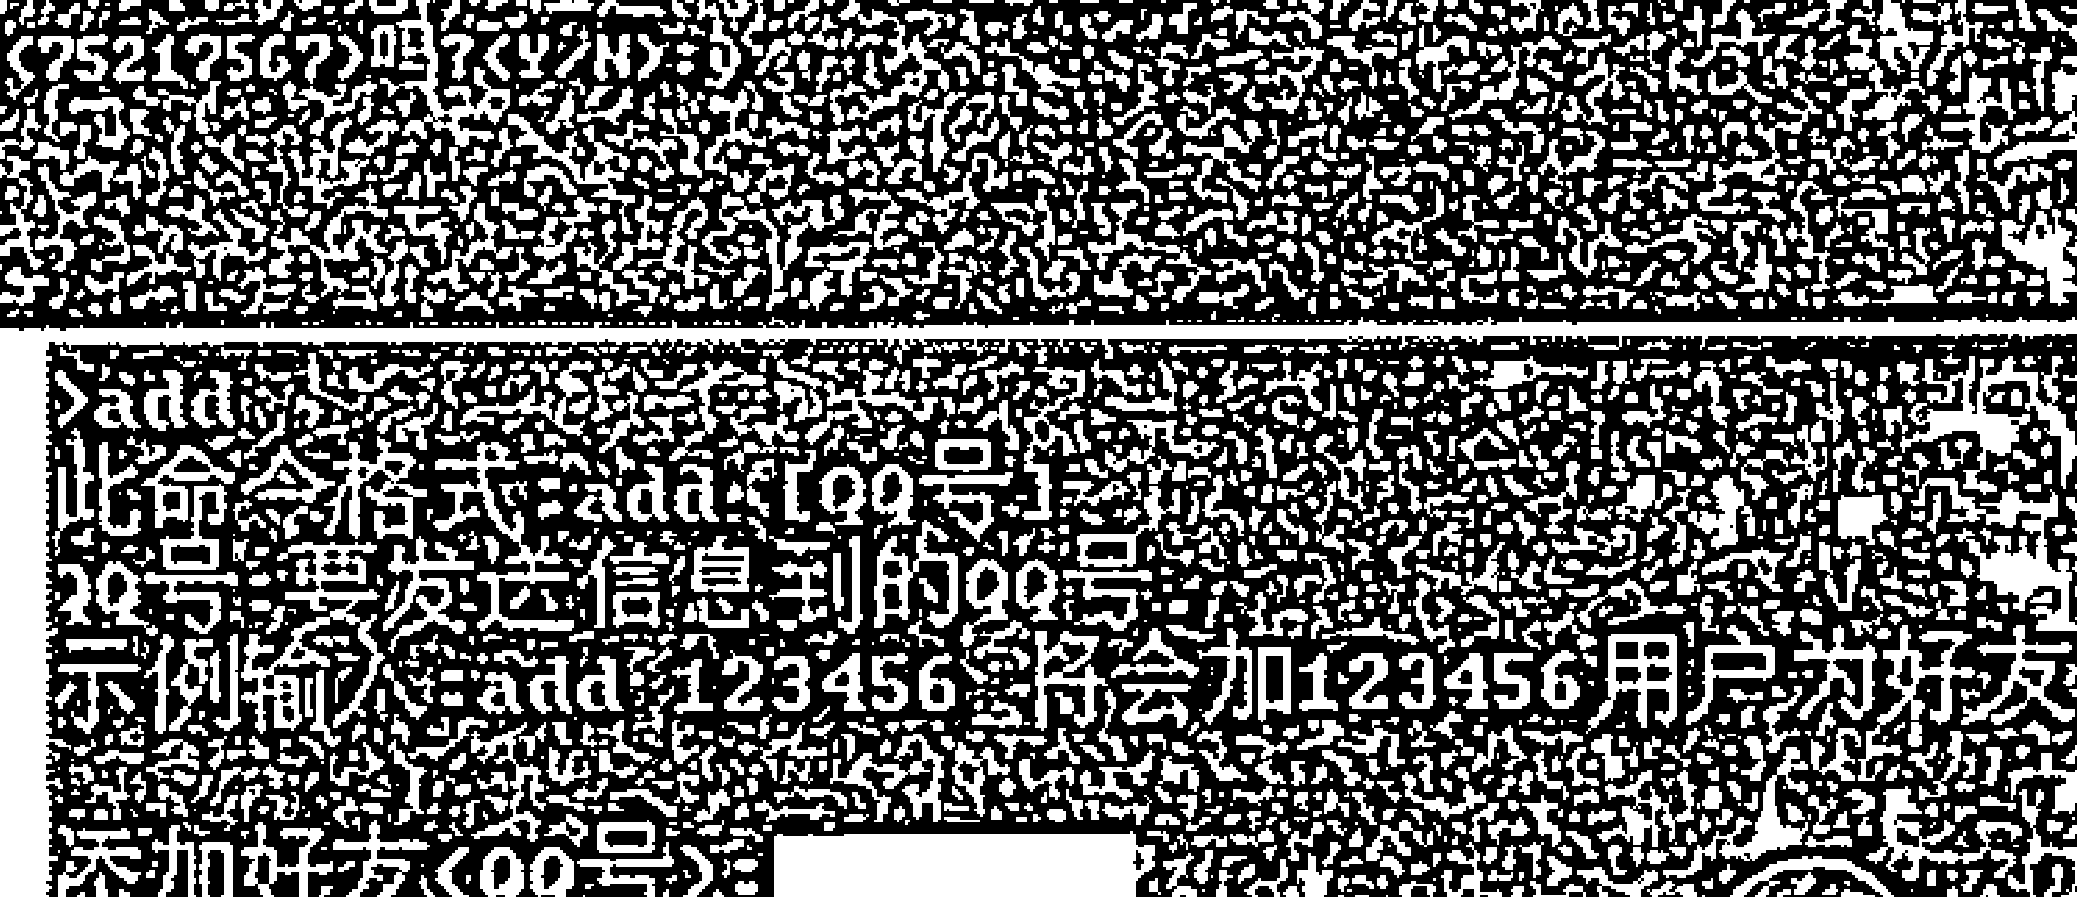 <75217567>吗?<Y/N>:y
>add
此命令格式:add [QQ号]
QQ号 要发送信息到的QQ号
示例输入:add 123456 将会加123456用户为好友
添加好友<QQ号>: